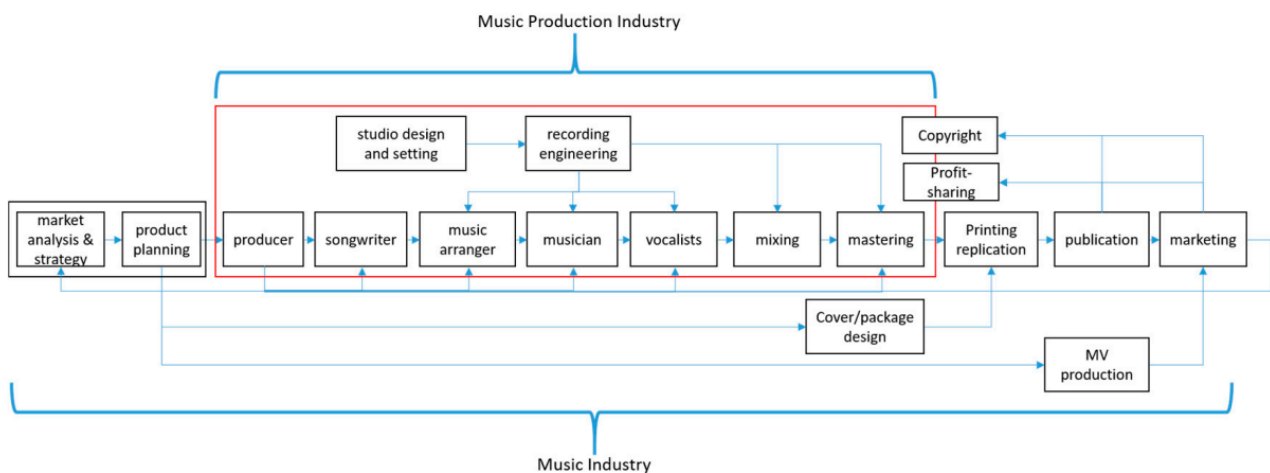 Music Production Industry
studio design
and setting
recording
engineering
Copyright
Profit-
sharing
market
analysis &
strategy
product
planning
producer
songwriter
music
arranger
musician
vocalists
mixing
mastering
Printing
replication
publication
marketing
Cover/package
design
MV
production
Music Industry